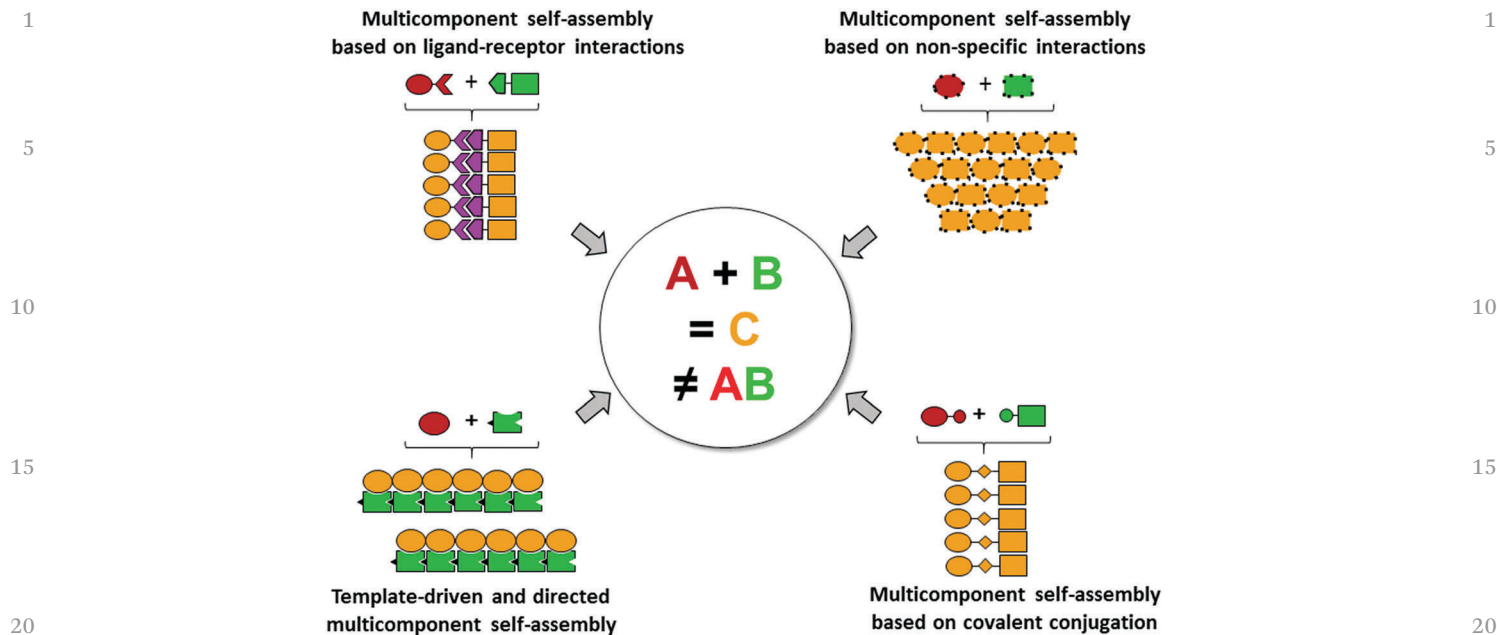 Multicomponent self-assembly
based on ligand-receptor interactions
+
Multicomponent self-assembly
based on non-specific interactions
+
A + B
= C
≠ AB
+
Template-driven and directed
multicomponent self-assembly
+
Multicomponent self-assembly
based on covalent conjugation
1
5
10
15
20
1
5
10
15
20